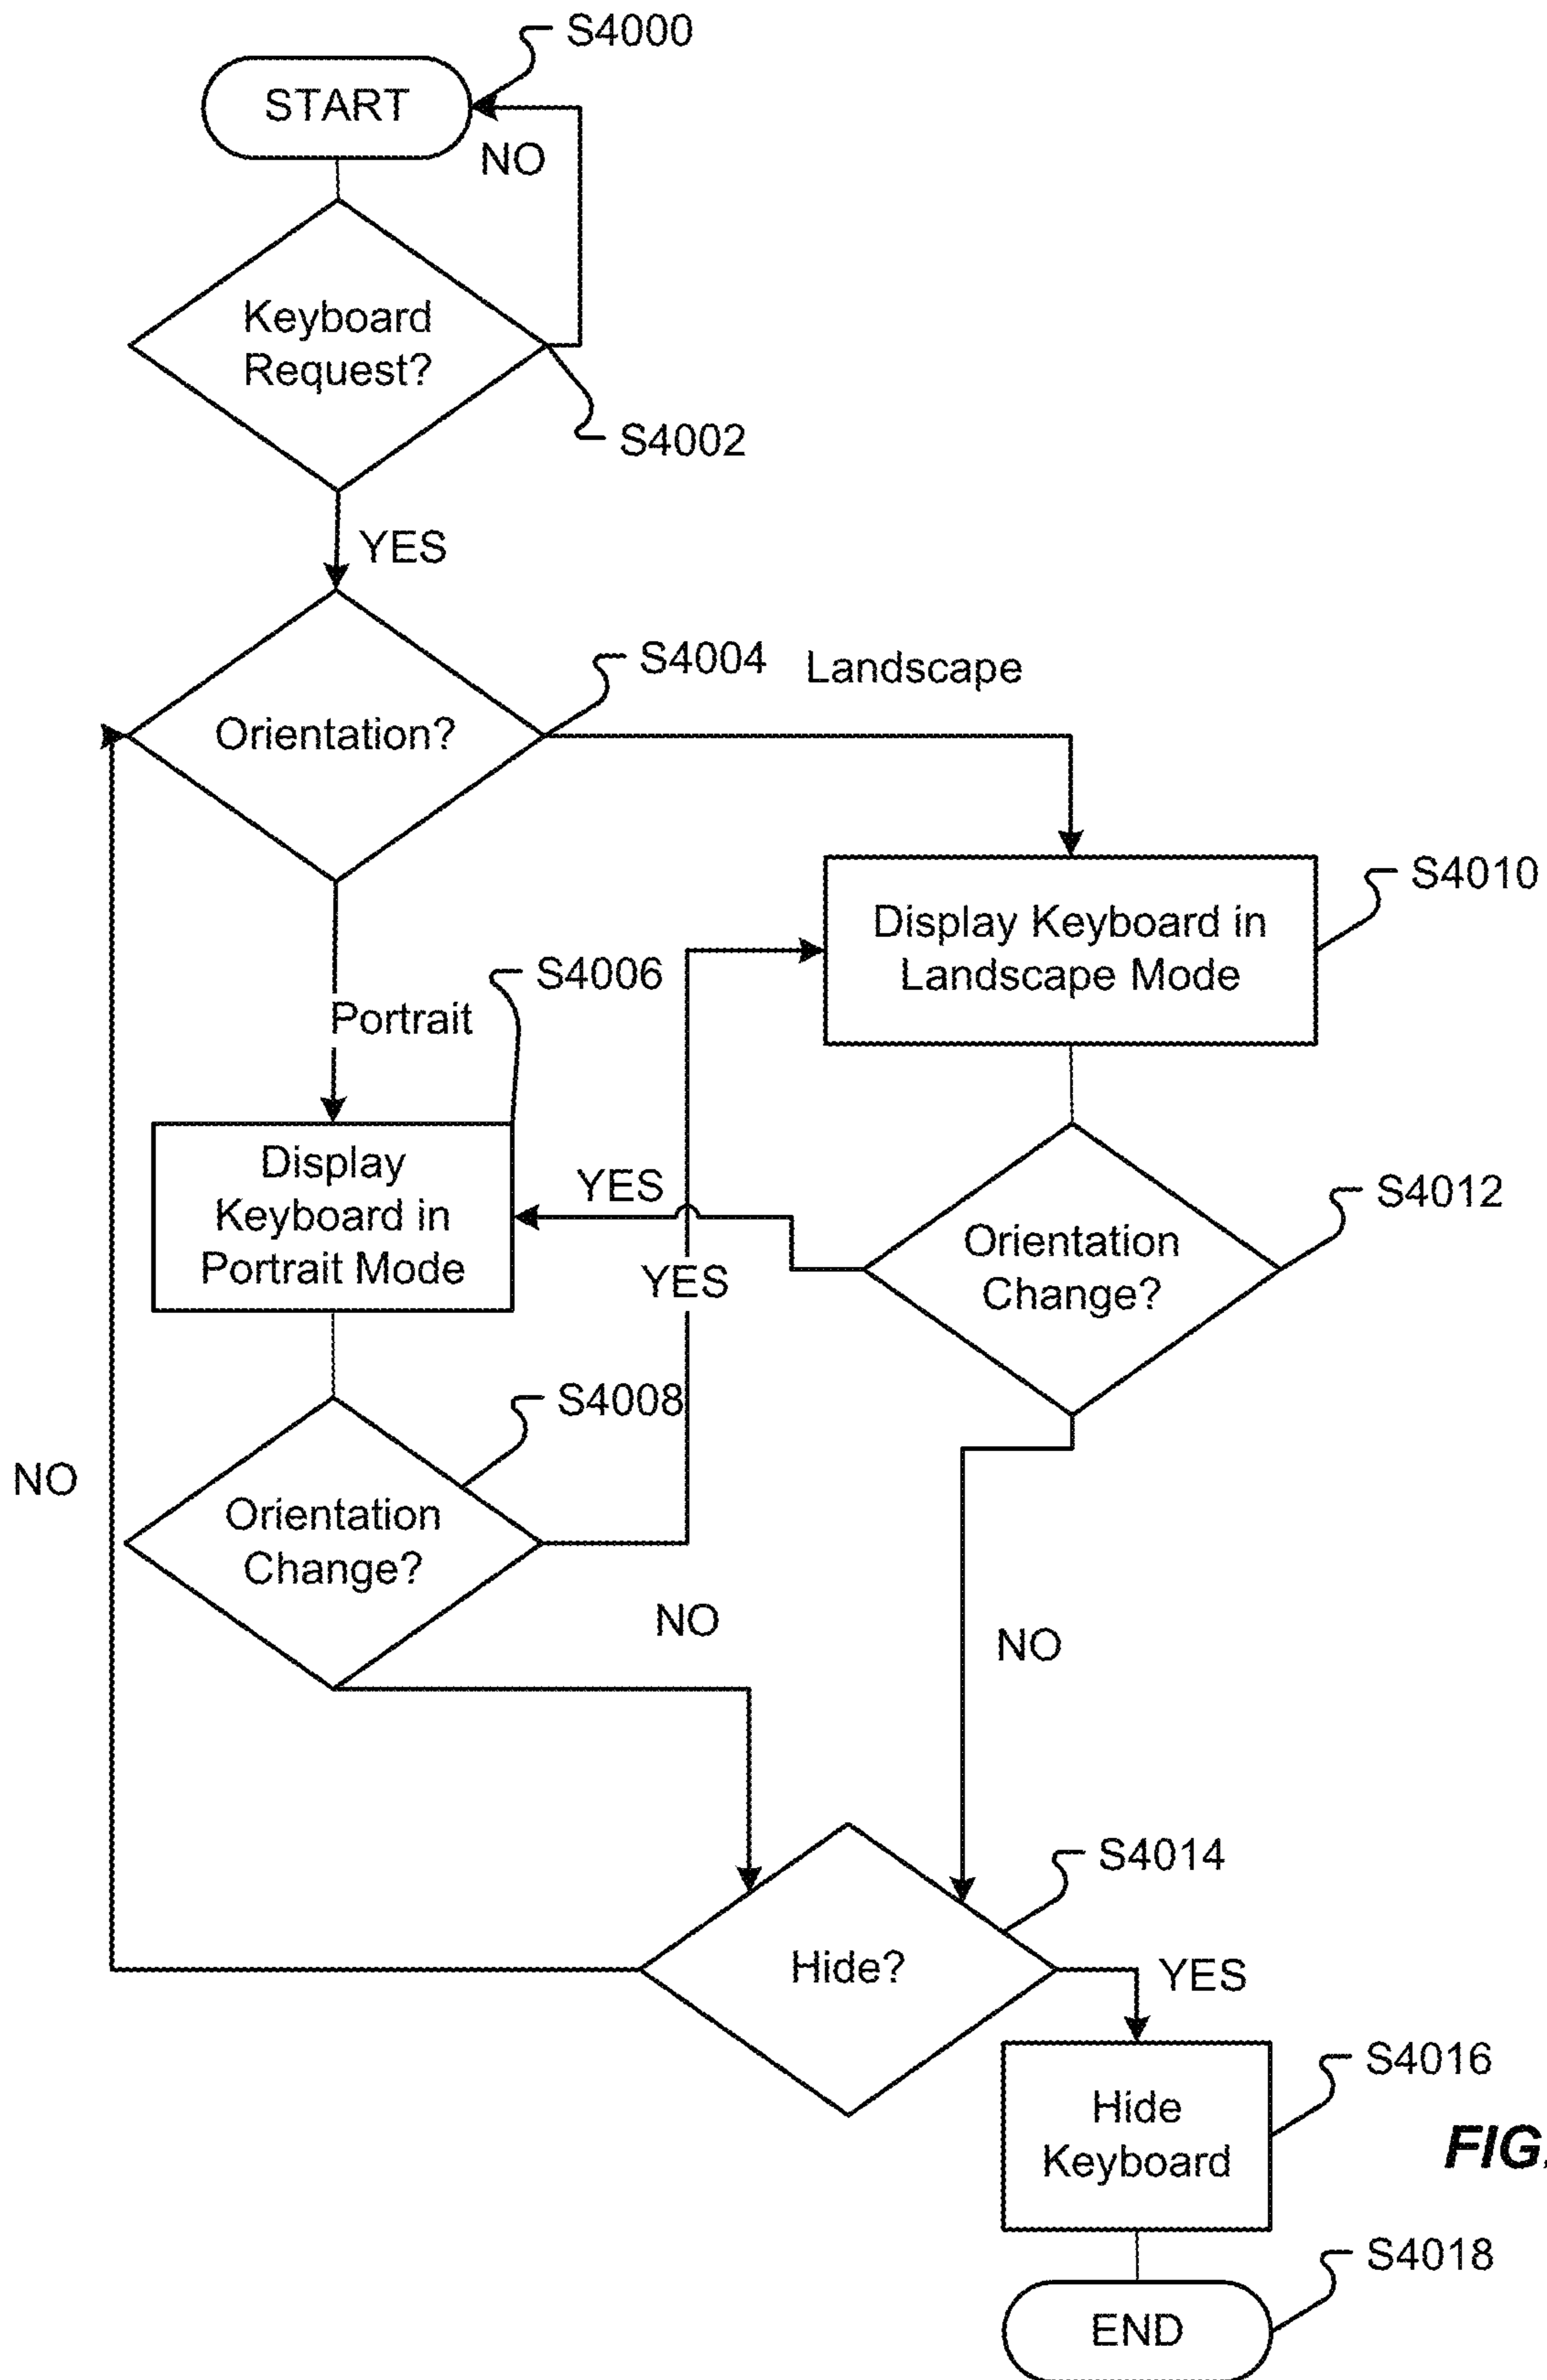 S4000
START
NO
Keyboard
Request?
S4002
YES
S4004
Landscape
Orientation?
S4010
Display Keyboard in
Landscape Mode
S4006
Portrait
Display
Keyboard in
Portrait Mode
YES
S4012
Orientation
Change?
YES
S4008
NO
Orientation
Change?
NO
NO
S4014
Hide?
YES
S4016
Hide
Keyboard
FIG.
S4018
END